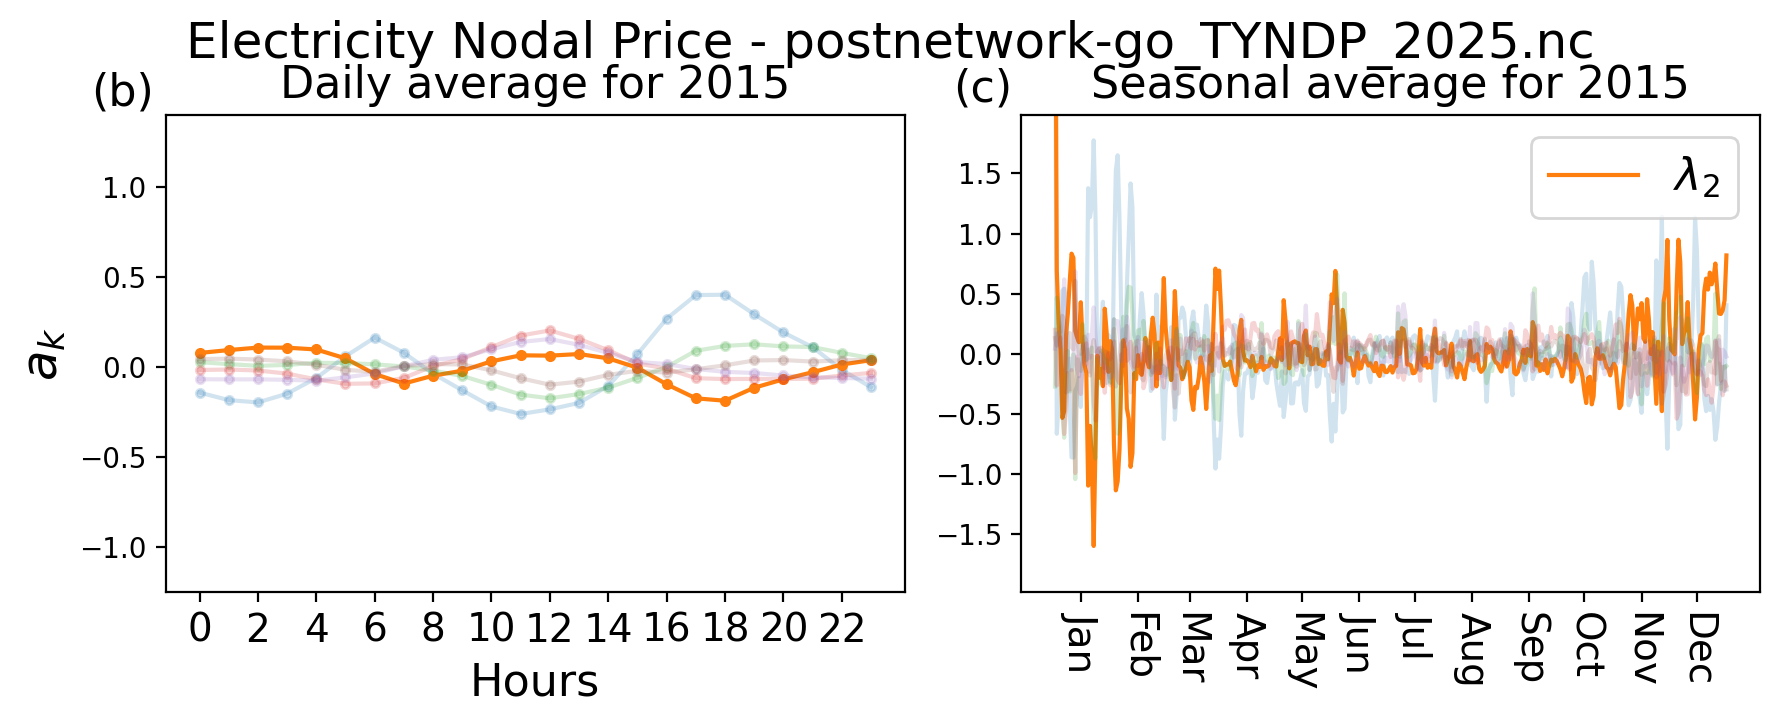 Electricity Nodal Price - postnetwork-go_TYNDP_2025.nc
(b)
Daily average for 2015
1.0
0.5
0.0
−0.5
−1.0
a_k
0 2 4 6 8 10 12 14 16 18 20 22
Hours
(c)
Seasonal average for 2015
λ_2
1.5
1.0
0.5
0.0
−0.5
−1.0
−1.5
Jan Feb Mar Apr May Jun Jul Aug Sep Oct Nov Dec